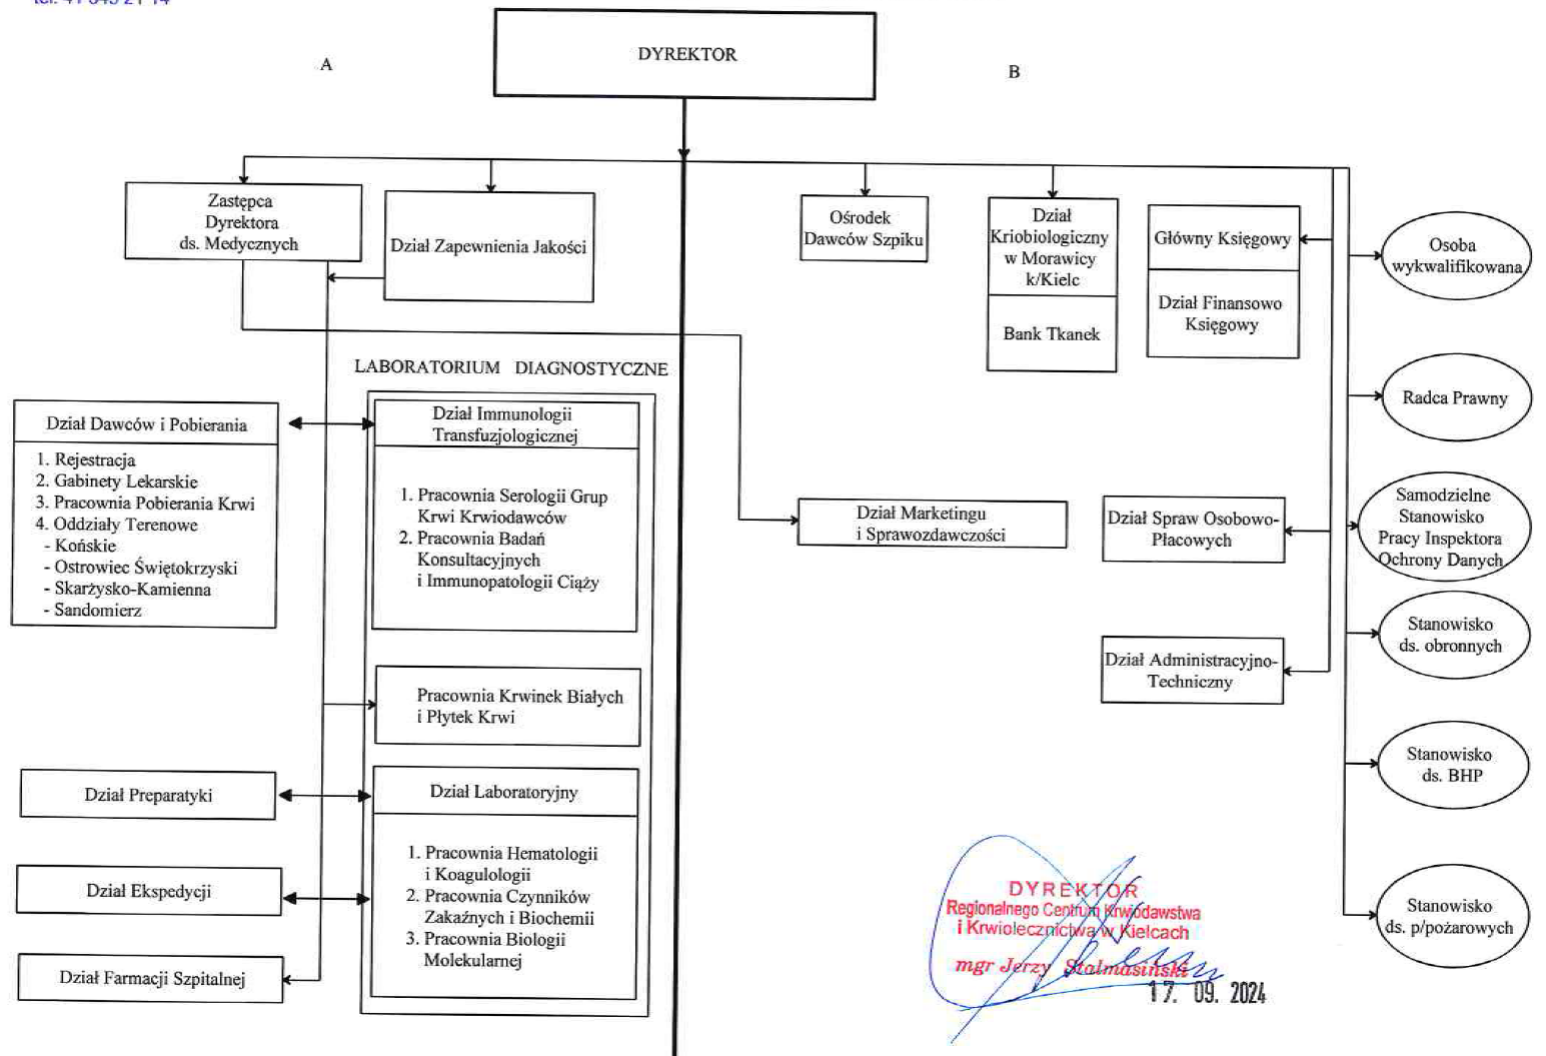 DYREKTOR
A
B
Zastępca
Dyrektora
ds. Medycznych
Dział Zapewnienia Jakości
Ośrodek
Dawców Szpiku
Dział
Kriobiologiczny
w Morawicy
k/Kielc
Bank Tkanek
Główny Księgowy
Dział Finansowo
Księgowy
Osoba
wykwalifikowana
Radca Prawny
Samodzielne
Stanowisko
Pracy Inspektora
Ochrony Danych
Stanowisko
ds. obronnych
Stanowisko
ds. BHP
Stanowisko
ds. p/pożarowych
LABORATORIUM DIAGNOSTYCZNE
Dział Dawców i Pobierania
1. Rejestracja
2. Gabinety Lekarskie
3. Pracownia Pobierania Krwi
4. Oddziały Terenowe
- Końskie
- Ostrowiec Świętokrzyski
- Skarżysko-Kamienna
- Sandomierz
Dział Immunologii
Transfuzjologicznej
1. Pracownia Serologii Grup
Krwi Krwiodawców
2. Pracownia Badań
Konsultacyjnych
i Immunopatologii Ciąży
Pracownia Krwinek Białych
i Płytek Krwi
Dział Laboratoryjny
1. Pracownia Hematologii
i Koagulologii
2. Pracownia Czynników
Zakaźnych i Biochemii
3. Pracownia Biologii
Molekularnej
Dział Preparatyki
Dział Ekspedycji
Dział Farmacji Szpitalnej
Dział Marketingu
i Sprawozdawczości
Dział Spraw Osobowo-
Płacowych
Dział Administracyjno-
Techniczny
DYREKTOR
Regionalnego Centrum Krwiodawstwa
i Krwiolecznictwa w Kielcach
mgr Jerzy Stalmasiński
17. 09. 2024